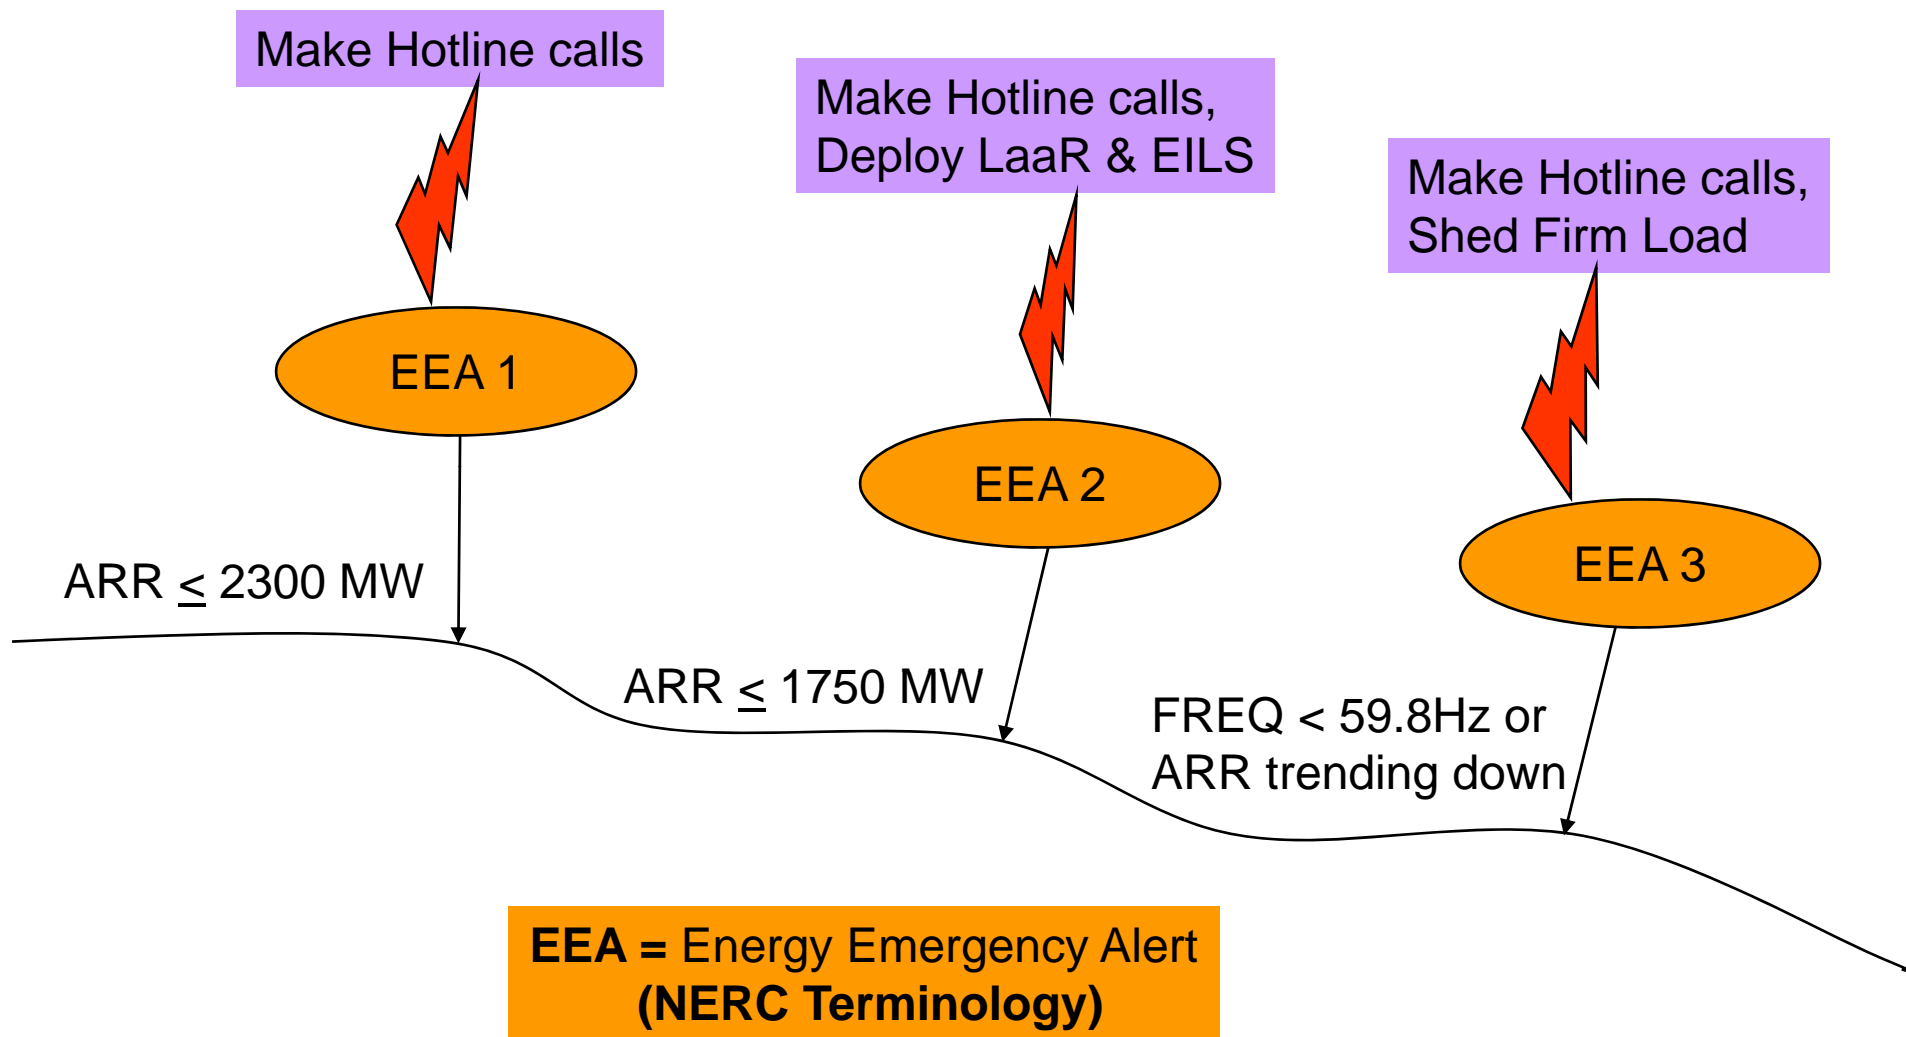 Make Hotline calls
Make Hotline calls,
Deploy LaaR & EILS
Make Hotline calls,
Shed Firm Load
EEA 1
EEA 2
EEA 3
ARR ≤ 2300 MW
ARR ≤ 1750 MW
FREQ < 59.8Hz or
ARR trending down
EEA = Energy Emergency Alert
(NERC Terminology)